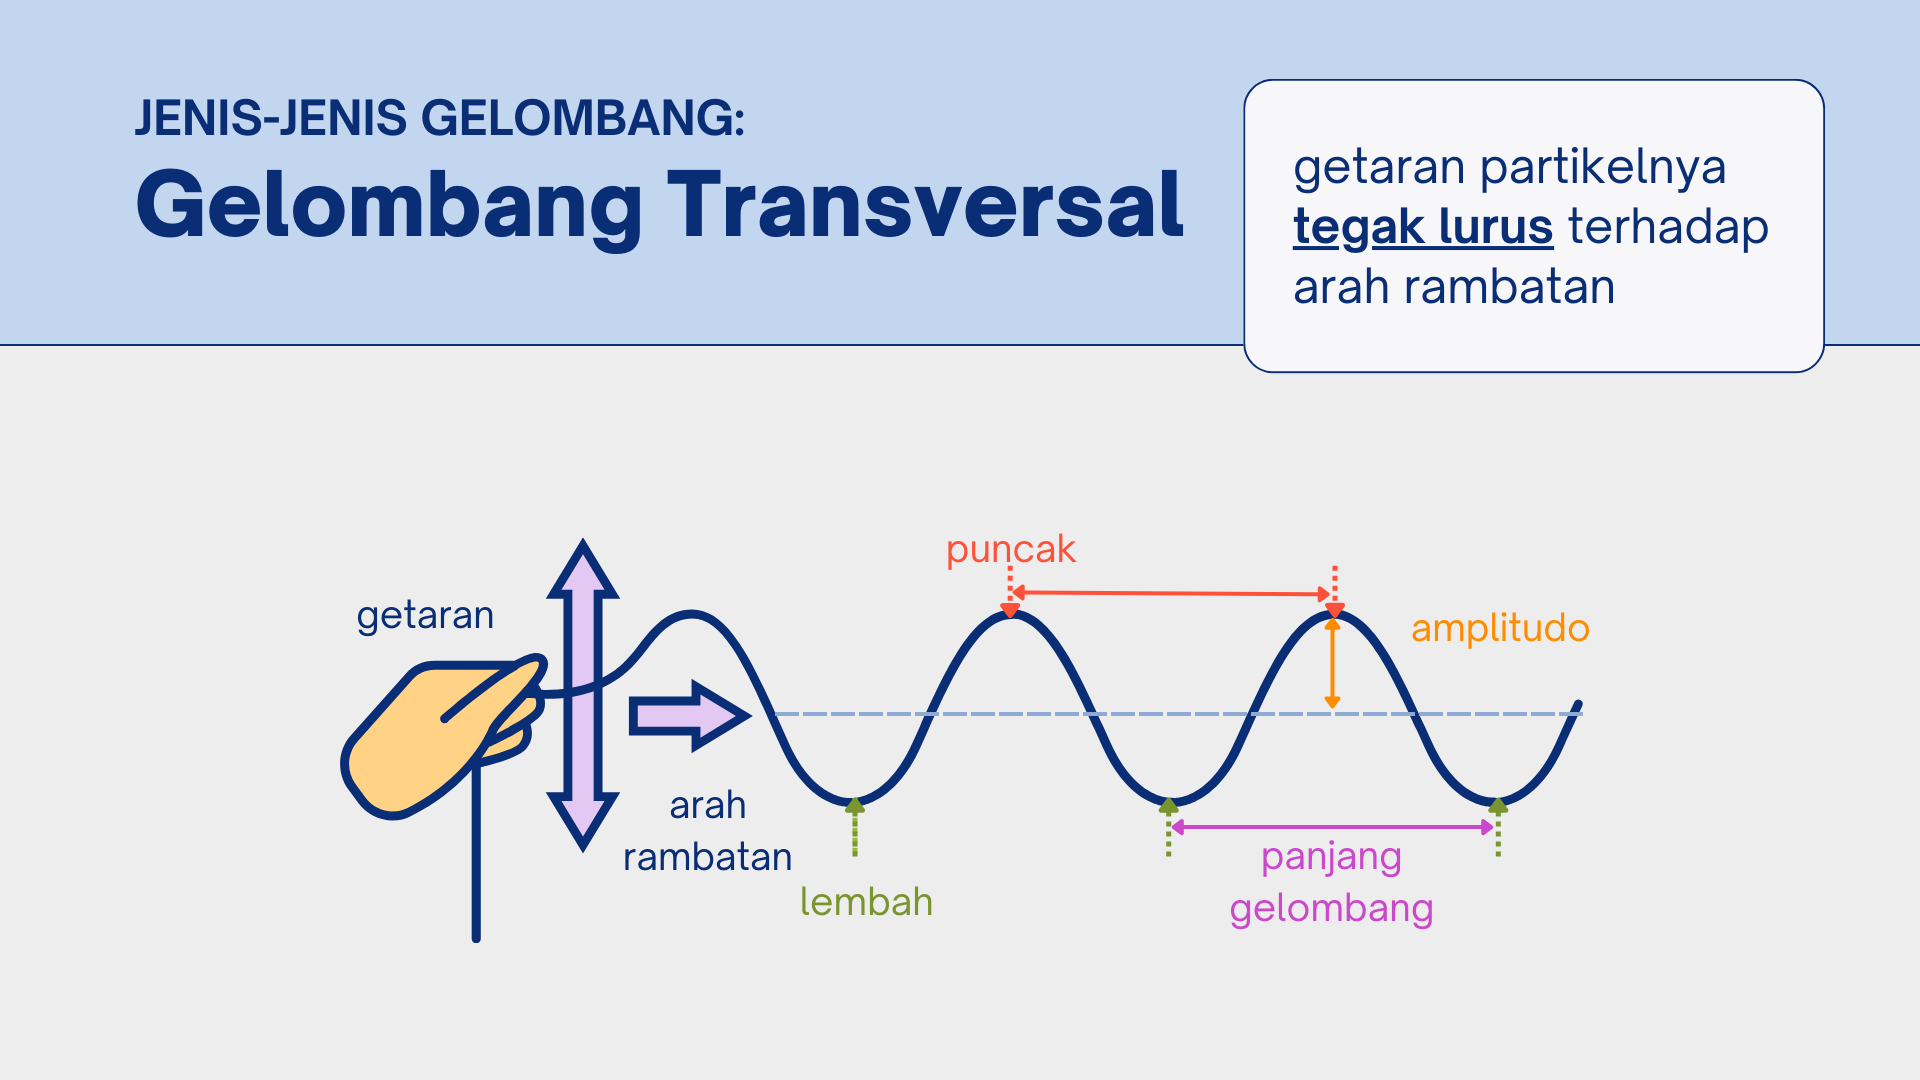 JENIS-JENIS GELOMBANG:
Gelombang Transversal
getaran partikelnya
tegak lurus terhadap
arah rambatan
puncak
getaran
amplitudo
arah
rambatan
lembah
panjang
gelombang